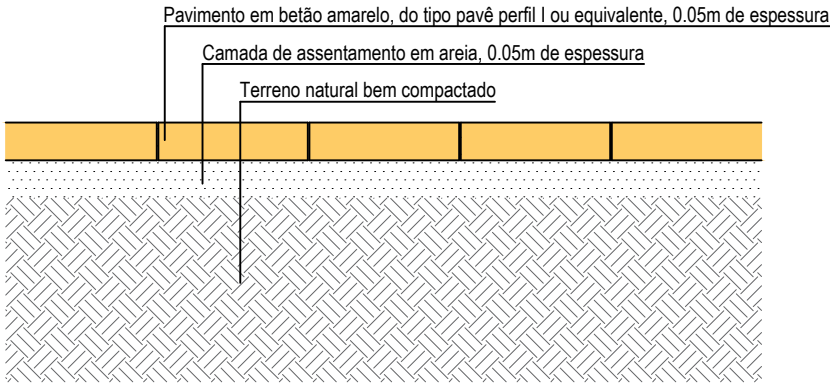 Pavimento em betão amarelo, do tipo pavê perfil I ou equivalente, 0.05m de espessura
Camada de assentamento em areia, 0.05m de espessura
Terreno natural bem compactado